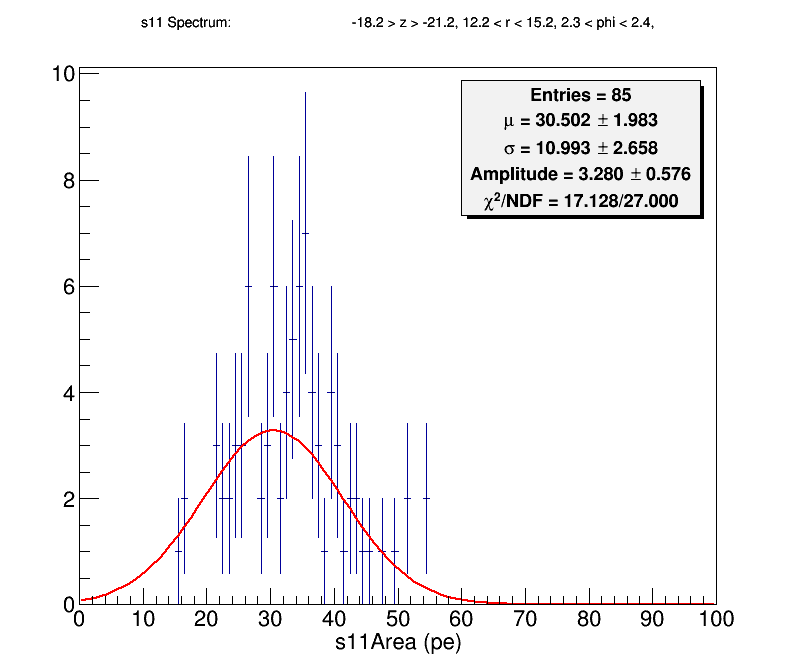 s11 Spectrum: -18.2 > z > -21.2, 12.2 < r < 15.2, 2.3 < phi < 2.4,
Entries = 85
μ = 30.502 ± 1.983
σ = 10.993 ± 2.658
Amplitude = 3.280 ± 0.576
χ²/NDF = 17.128/27.000
10
8
6
4
2
0
0 10 20 30 40 50 60 70 80 90 100
s11Area (pe)